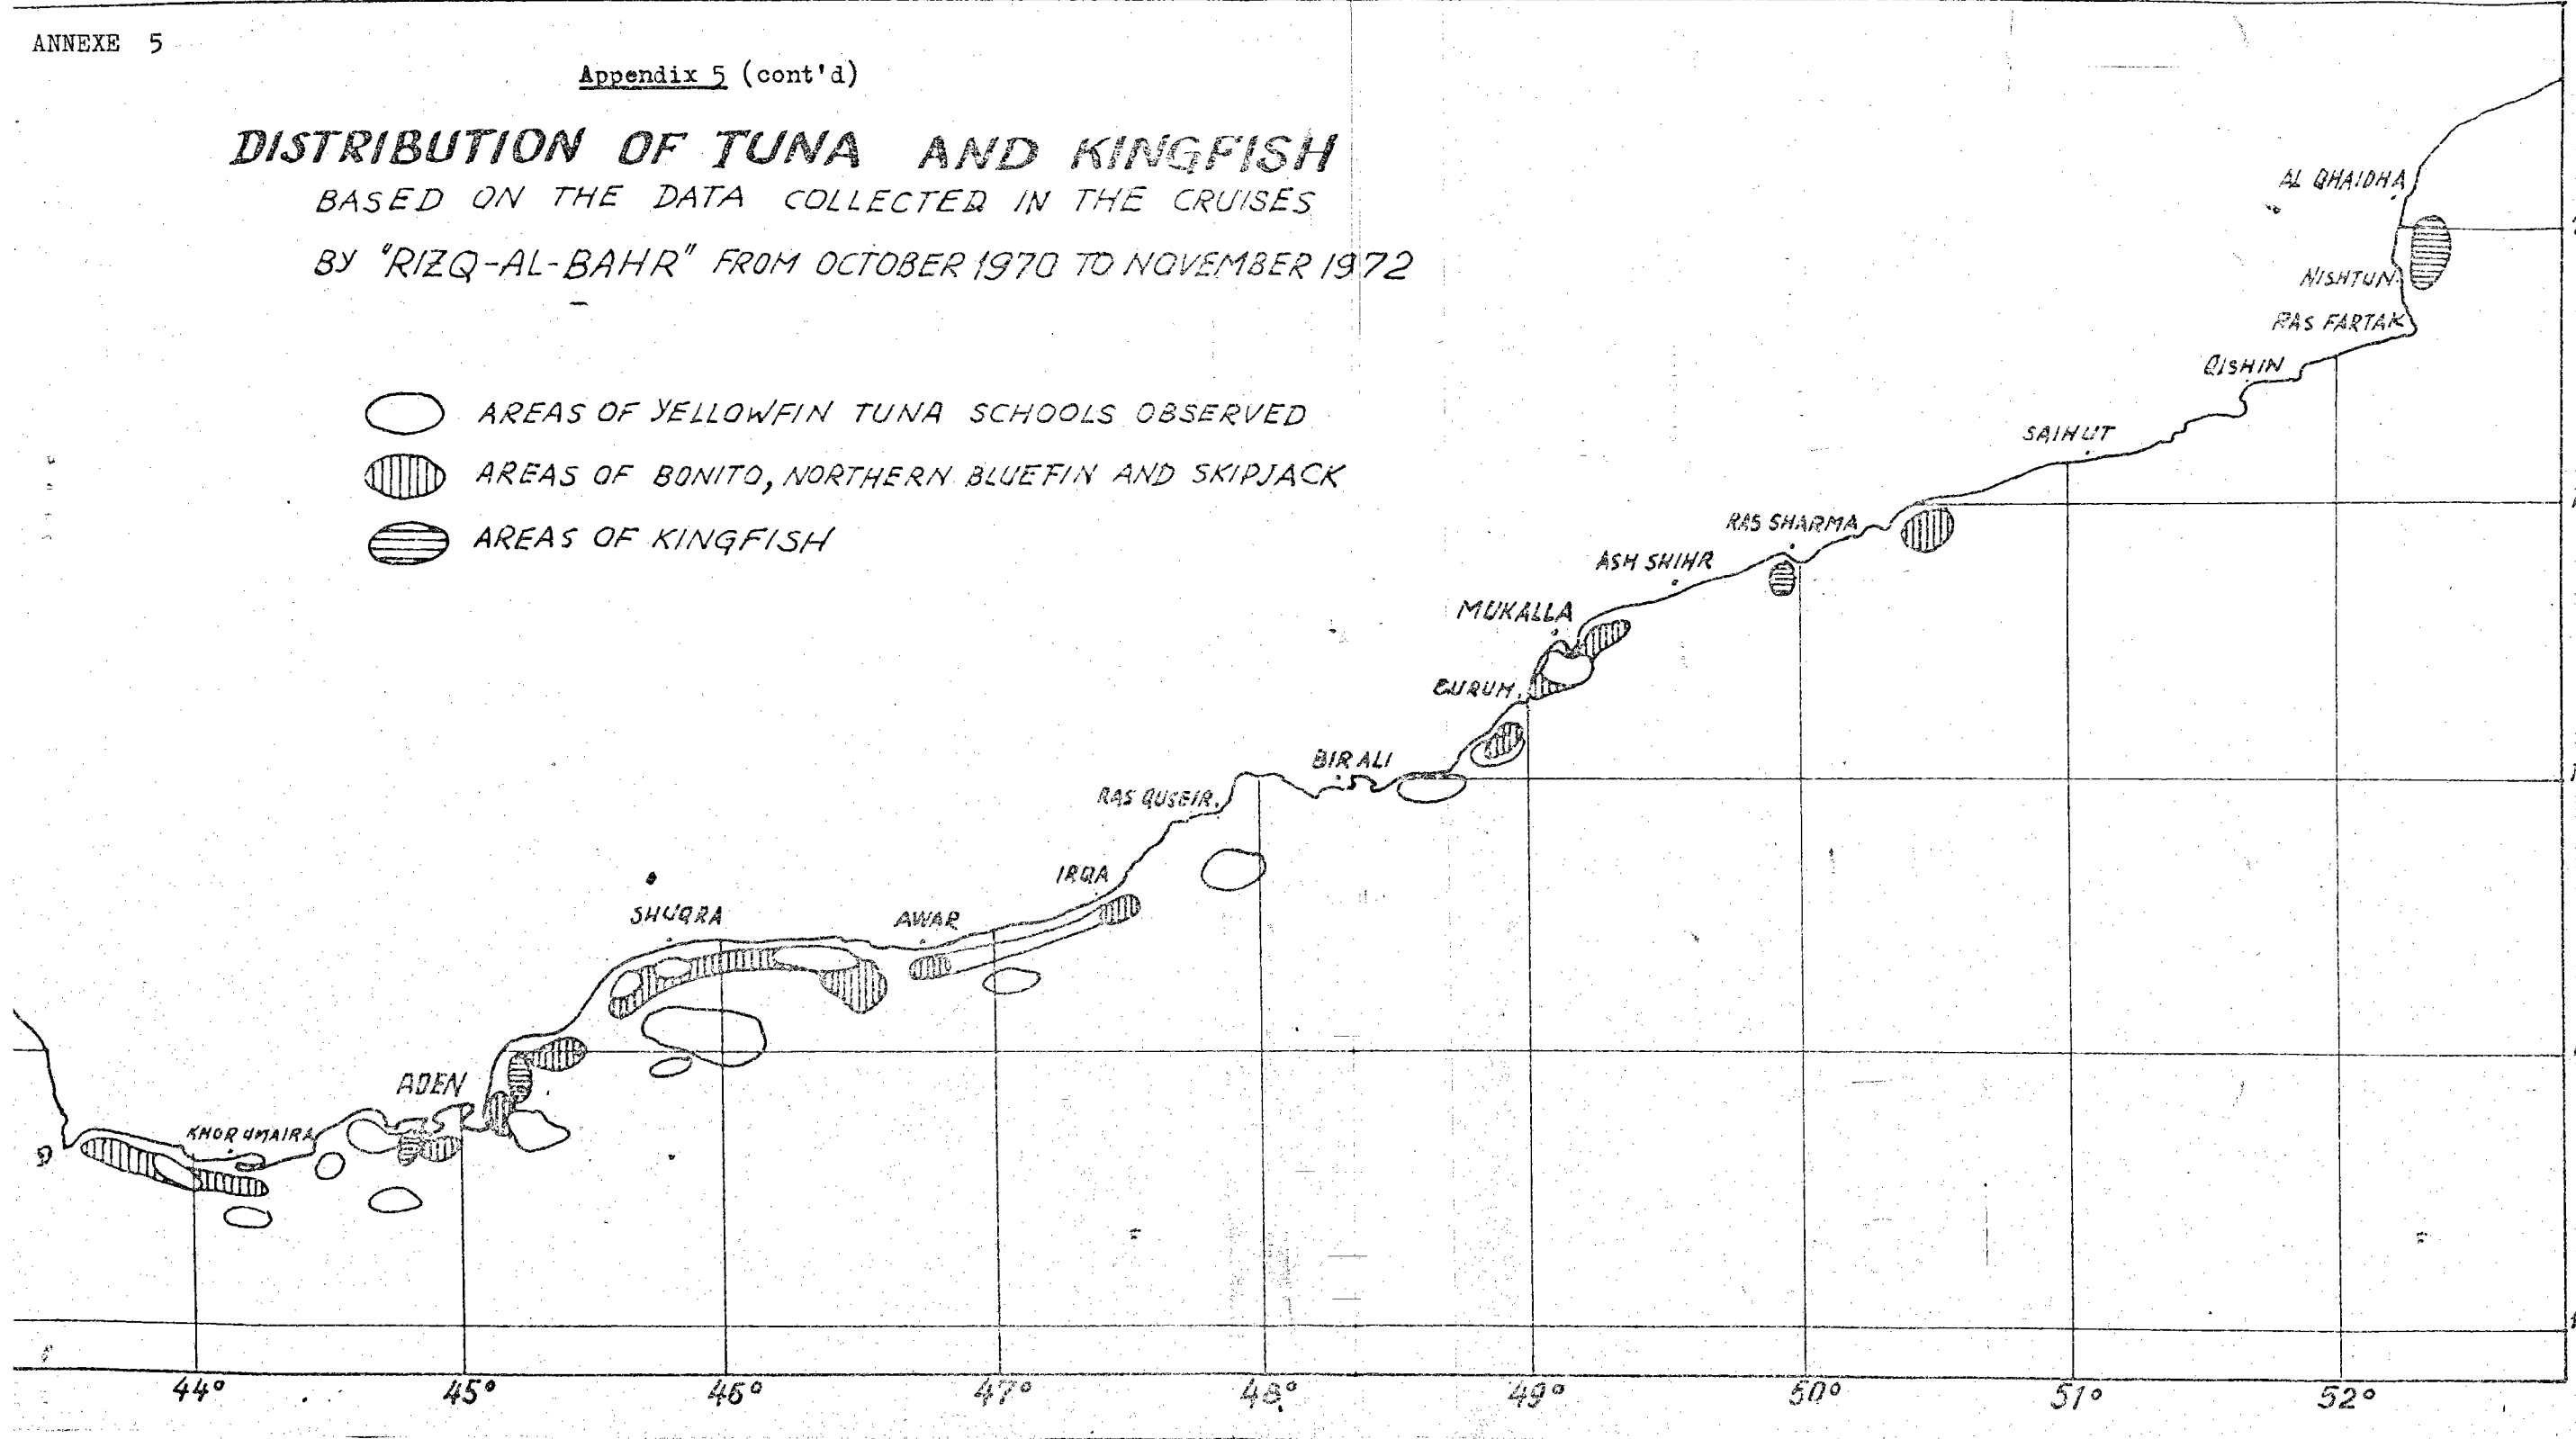 ANNEXE 5
Appendix 5 (cont'd)
DISTRIBUTION OF TUNA AND KINGFISH
BASED ON THE DATA COLLECTED IN THE CRUISES
BY "RIZQ-AL-BAHR" FROM OCTOBER 1970 TO NOVEMBER 1972
AREAS OF YELLOWFIN TUNA SCHOOLS OBSERVED
AREAS OF BONITO, NORTHERN BLUEFIN AND SKIPJACK
AREAS OF KINGFISH
AL QHAIDHA
NISHTUN
RAS FARTAK
QISHIN
SAIHUT
RAS SHARMA
ASH SHIHR
MUKALLA
BURUM
BIR ALI
RAS QUSEIR
IRQA
AWAR
SHUQRA
ADEN
KHOR UMAIRA
44° 45° 46° 47° 48° 49° 50° 51° 52°